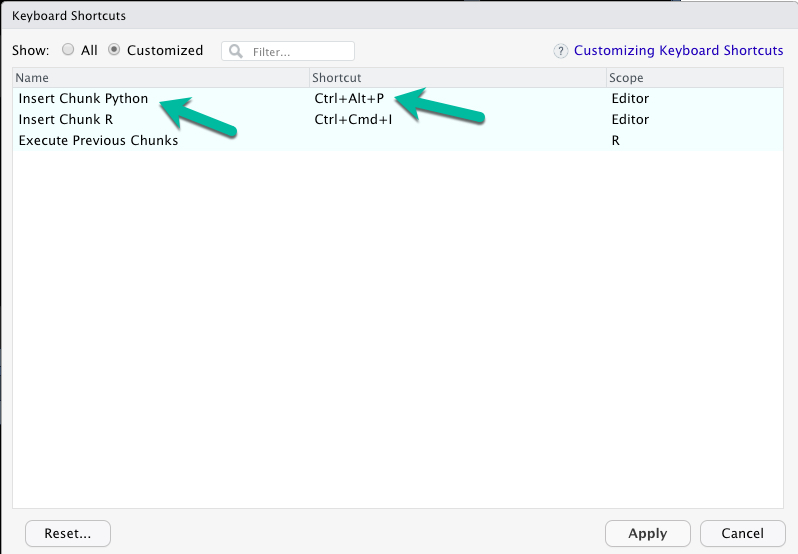 Keyboard Shortcuts
Show: All Customized Filter... ? Customizing Keyboard Shortcuts
Name Shortcut Scope
Insert Chunk Python Ctrl+Alt+P Editor
Insert Chunk R Ctrl+Cmd+I Editor
Execute Previous Chunks R
Reset... Apply Cancel